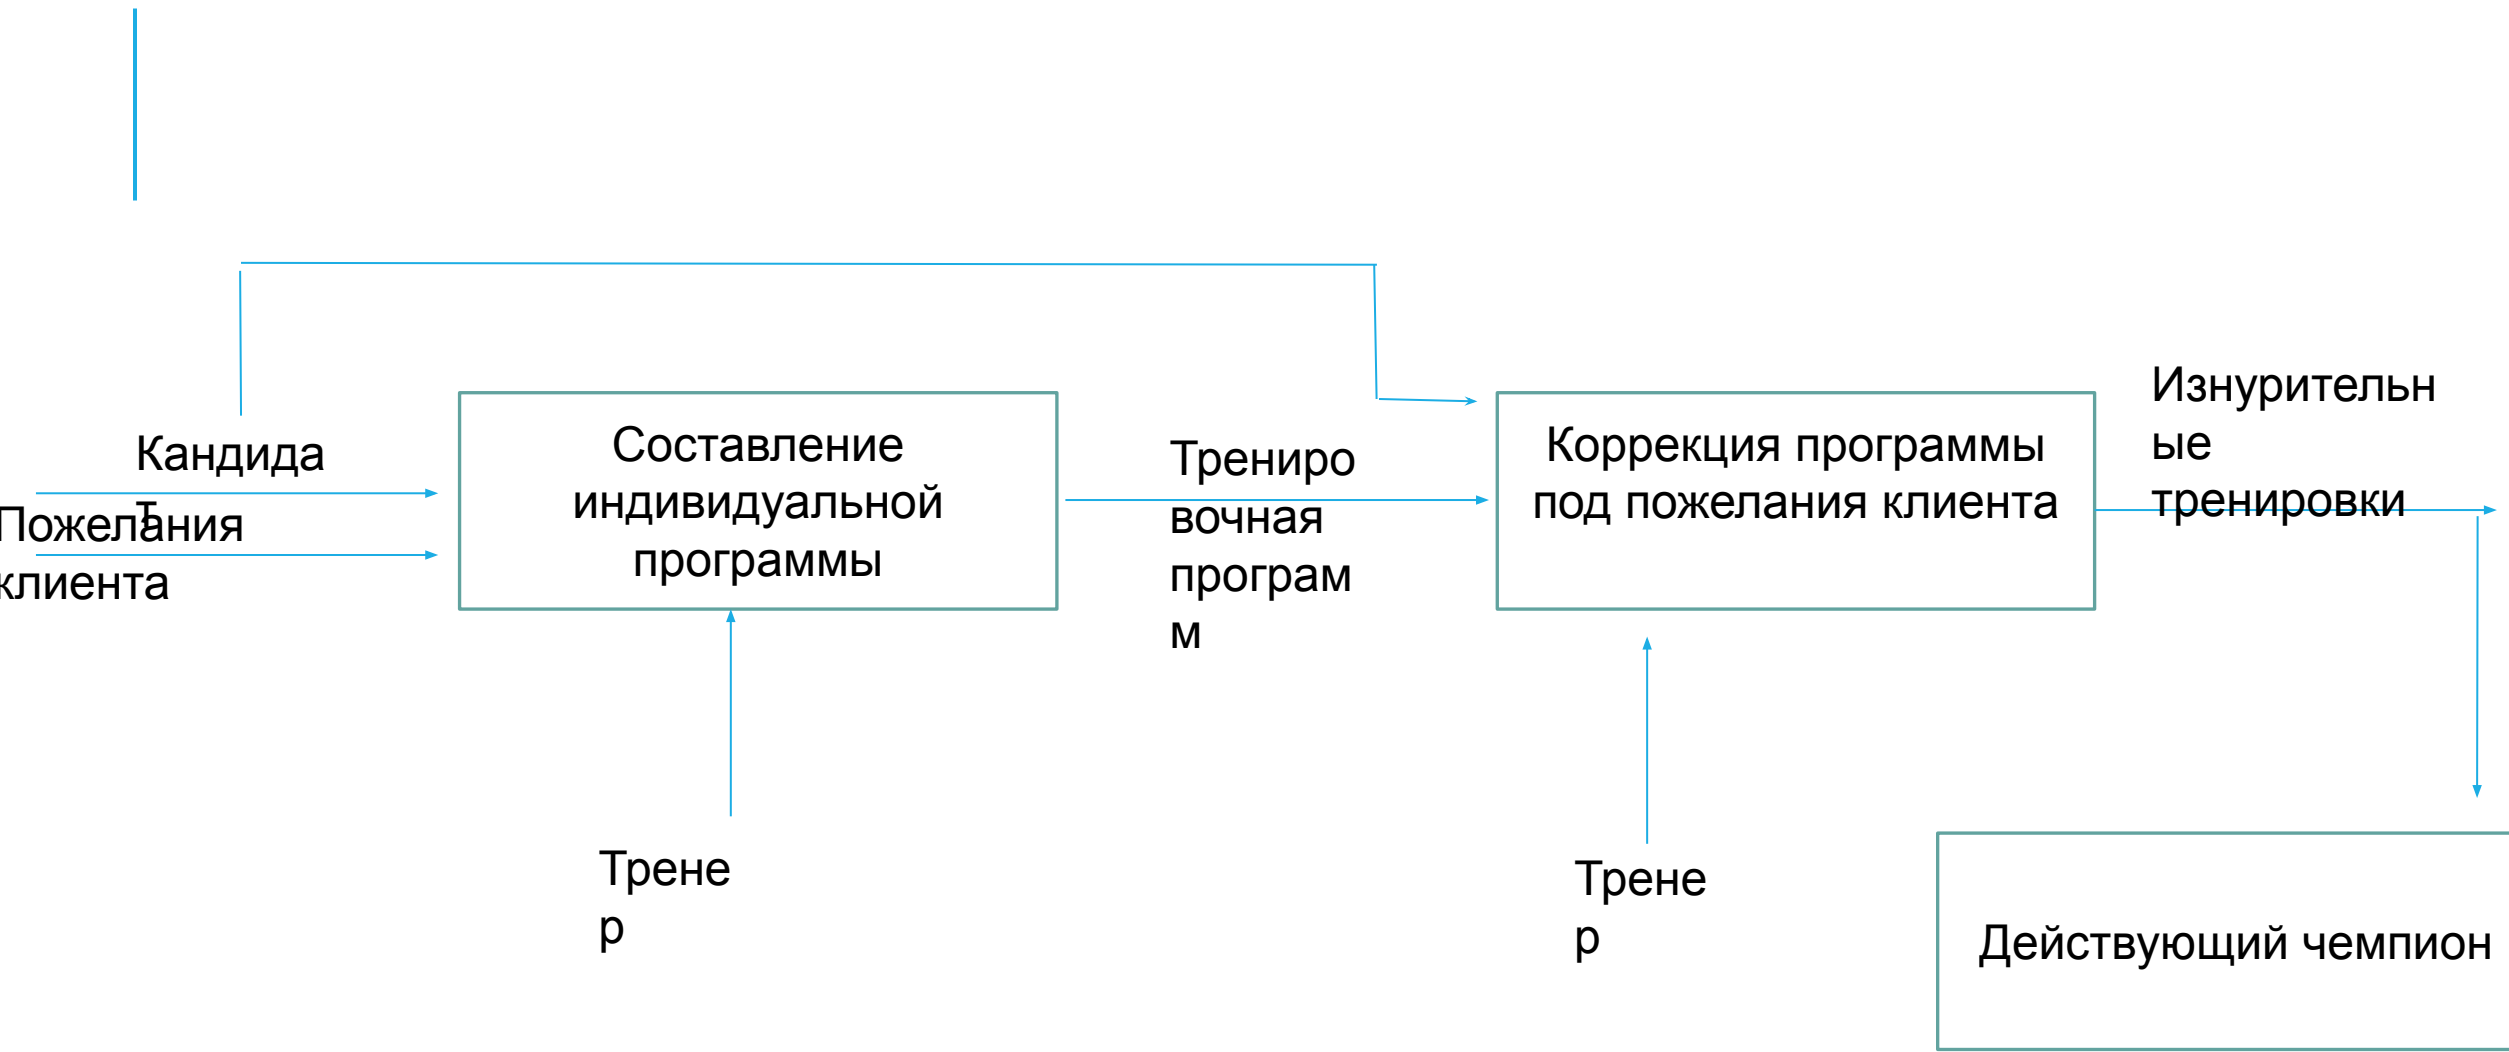 Кандида
т
Пожелания
клиента
Составление
индивидуальной
программы
Трениро
вочная
програм
м
Коррекция программы
под пожелания клиента
Изнурительн
ые
тренировки
Трене
р
Трене
р
Действующий чемпион